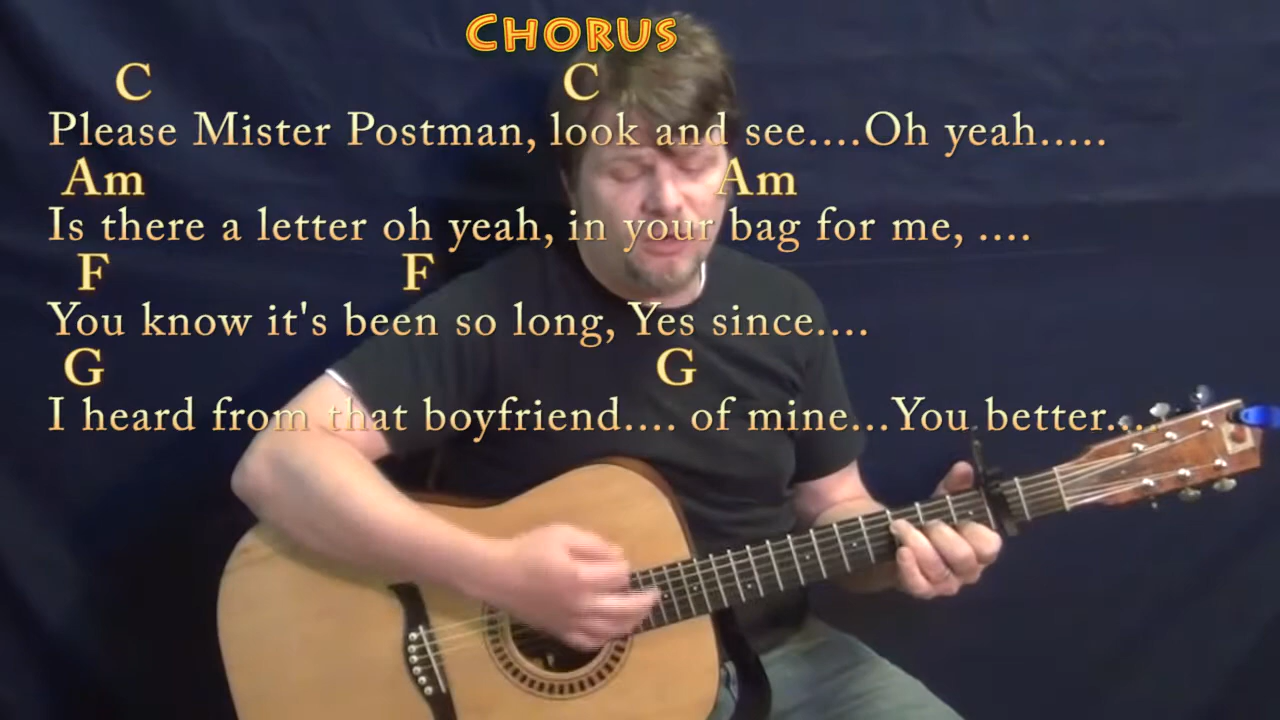 CHORUS
C C
Please Mister Postman, look and see....Oh yeah.....
Am Am
Is there a letter oh yeah, in your bag for me, ....
F F
You know it's been so long, Yes since....
G G
I heard from that boyfriend.... of mine...You better....